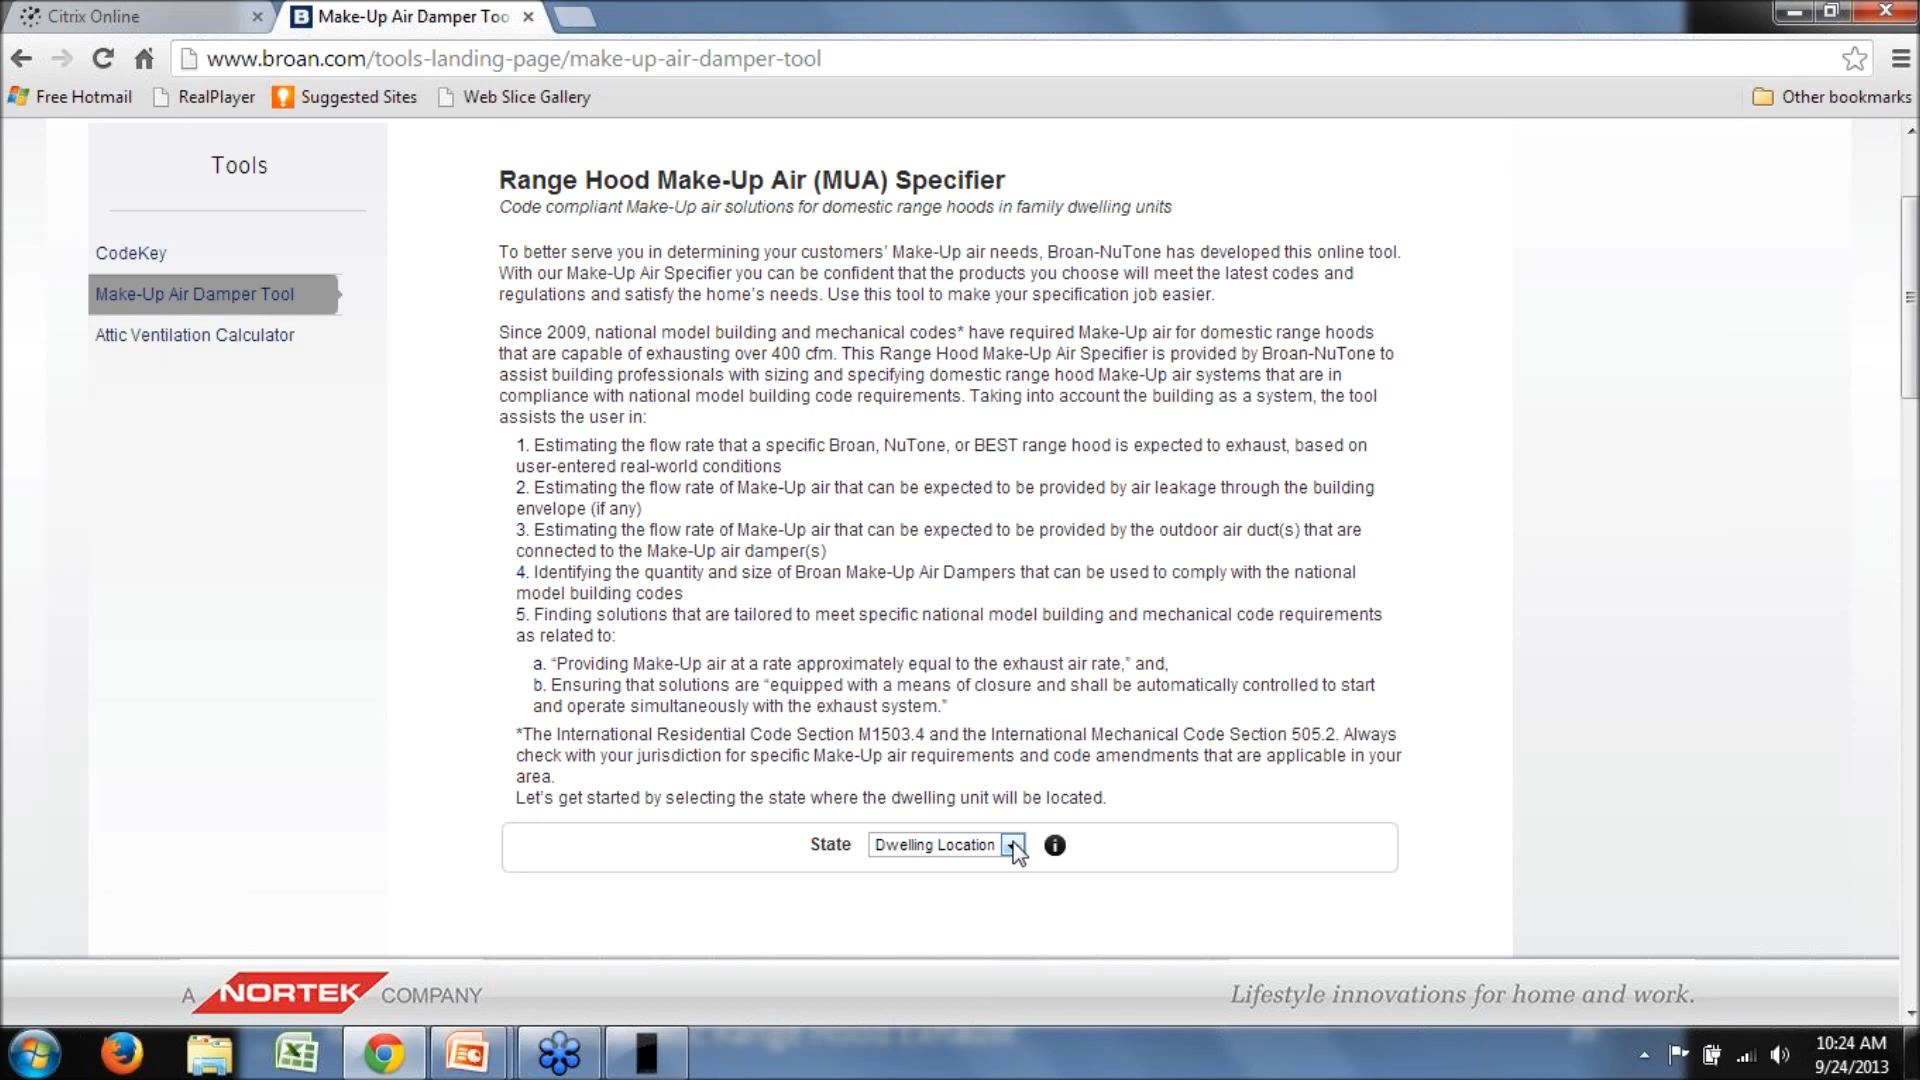 Citrix Online
Make-Up Air Damper Too
www.broan.com/tools-landing-page/make-up-air-damper-tool
Free Hotmail
RealPlayer
Suggested Sites
Web Slice Gallery
Other bookmarks
Tools
CodeKey
Make-Up Air Damper Tool
Attic Ventilation Calculator
Range Hood Make-Up Air (MUA) Specifier
Code compliant Make-Up air solutions for domestic range hoods in family dwelling units
To better serve you in determining your customers' Make-Up air needs, Broan-NuTone has developed this online tool.
With our Make-Up Air Specifier you can be confident that the products you choose will meet the latest codes and
regulations and satisfy the home's needs. Use this tool to make your specification job easier.
Since 2009, national model building and mechanical codes* have required Make-Up air for domestic range hoods
that are capable of exhausting over 400 cfm. This Range Hood Make-Up Air Specifier is provided by Broan-NuTone to
assist building professionals with sizing and specifying domestic range hood Make-Up air systems that are in
compliance with national model building code requirements. Taking into account the building as a system, the tool
assists the user in:
1. Estimating the flow rate that a specific Broan, NuTone, or BEST range hood is expected to exhaust, based on
user-entered real-world conditions
2. Estimating the flow rate of Make-Up air that can be expected to be provided by air leakage through the building
envelope (if any)
3. Estimating the flow rate of Make-Up air that can be expected to be provided by the outdoor air duct(s) that are
connected to the Make-Up air damper(s)
4. Identifying the quantity and size of Broan Make-Up Air Dampers that can be used to comply with the national
model building codes
5. Finding solutions that are tailored to meet specific national model building and mechanical code requirements
as related to:
a. “Providing Make-Up air at a rate approximately equal to the exhaust air rate,” and,
b. Ensuring that solutions are “equipped with a means of closure and shall be automatically controlled to start
and operate simultaneously with the exhaust system.”
*The International Residential Code Section M1503.4 and the International Mechanical Code Section 505.2. Always
check with your jurisdiction for specific Make-Up air requirements and code amendments that are applicable in your
area.
Let's get started by selecting the state where the dwelling unit will be located.
State
Dwelling Location
A NORTEK COMPANY
Lifestyle innovations for home and work.
10:24 AM
9/24/2013